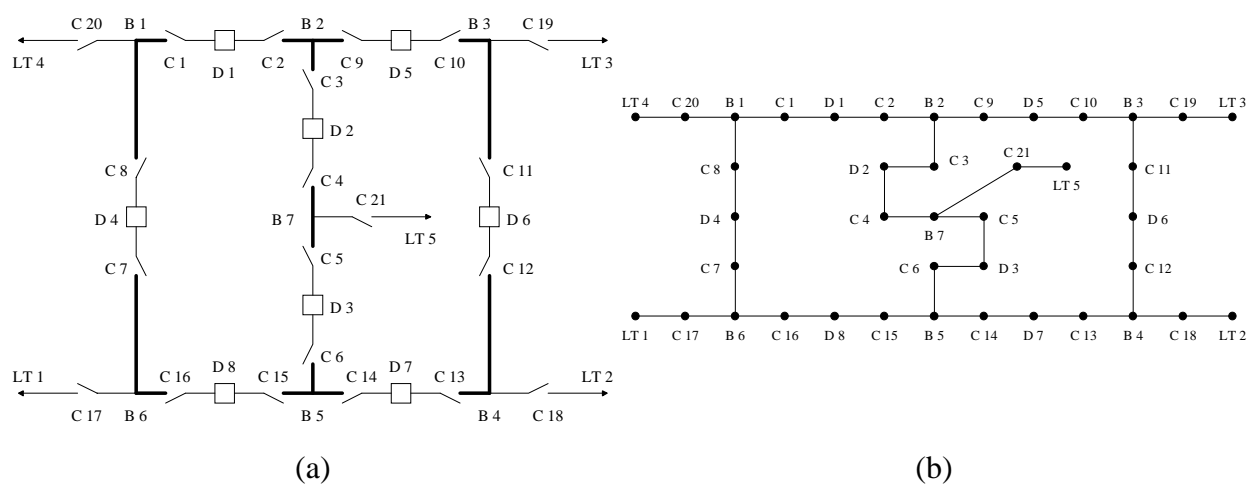 C 20 B 1 B 2 B 3 C 19
LT 4 C 1 D 1 C 2 C 9 D 5 C 10 LT 3
C 3
D 2
C 8 C 4 C 11
D 4 B 7 C 21 D 6
LT 5
C 7 C 5 C 12
D 3
C 6
LT 1 C 16 D 8 C 15 C 14 D 7 C 13 LT 2
C 17 B 6 B 5 B 4 C 18
(a)
LT 4 C 20 B 1 C 1 D 1 C 2 B 2 C 9 D 5 C 10 B 3 C 19 LT 3
C 8 D 2 C 3 C 21 C 11
LT 5
D 4 C 4 B 7 C 5 D 6
C 7 C 6 D 3 C 12
LT 1 C 17 B 6 C 16 D 8 C 15 B 5 C 14 D 7 C 13 B 4 C 18 LT 2
(b)